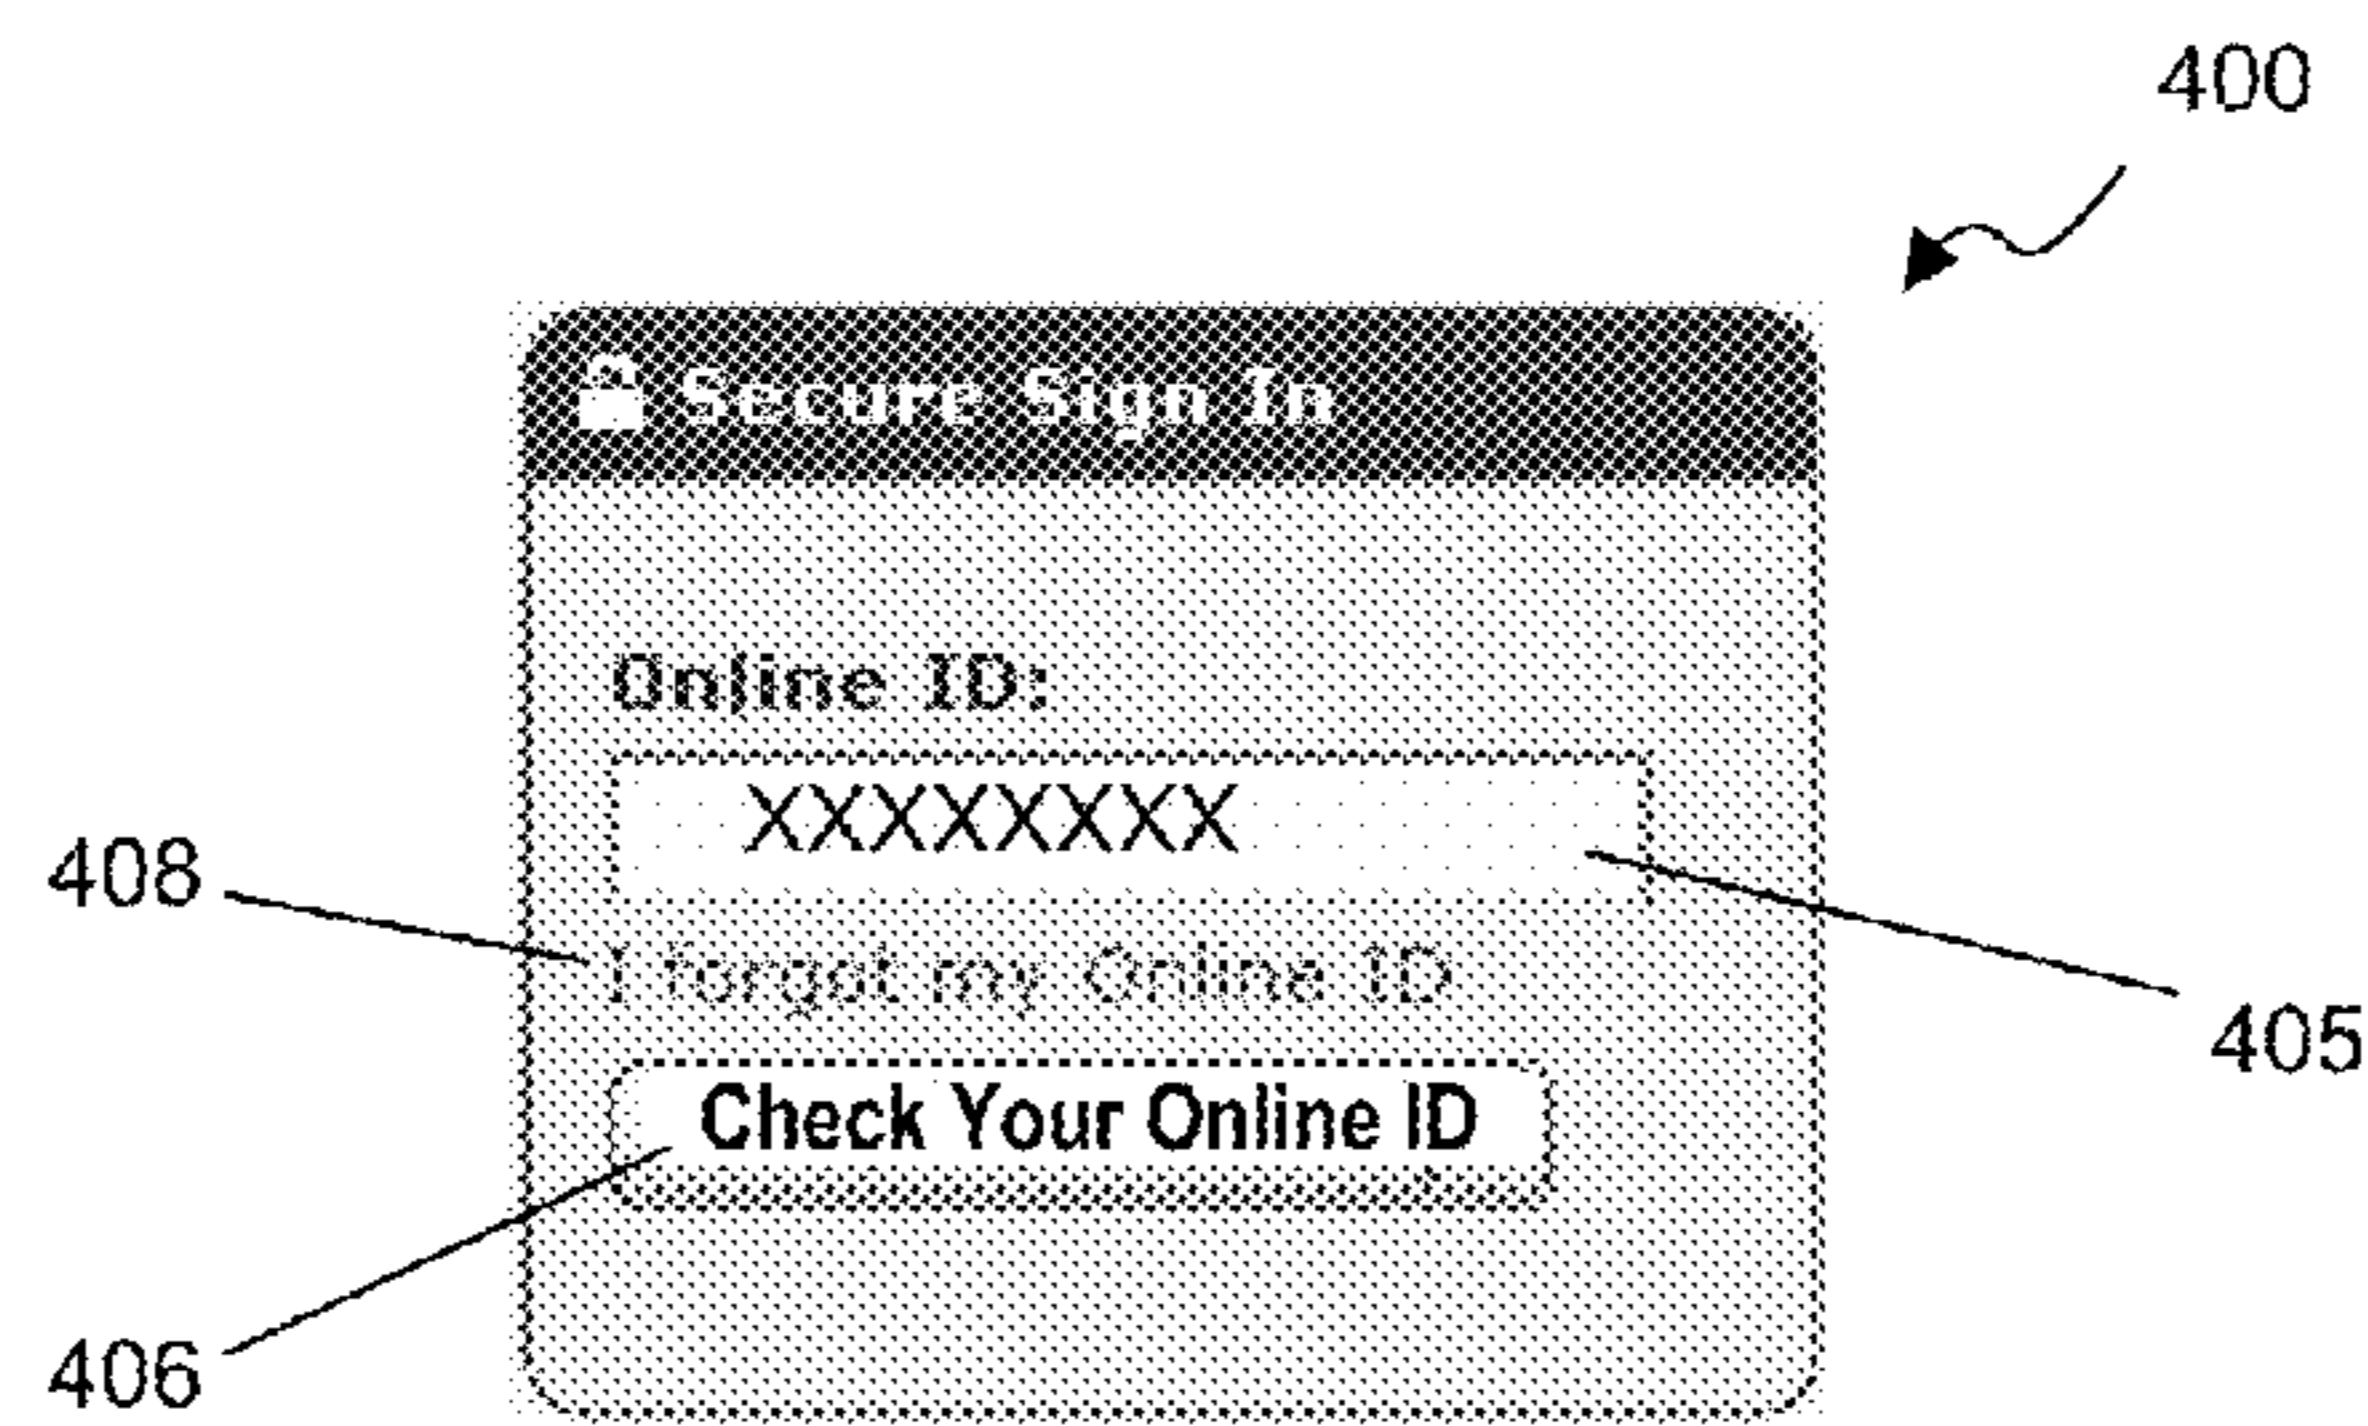 400
Secure Sign In
Online ID:
XXXXXXXX
408
I forgot my Online ID
405
Check Your Online ID
406